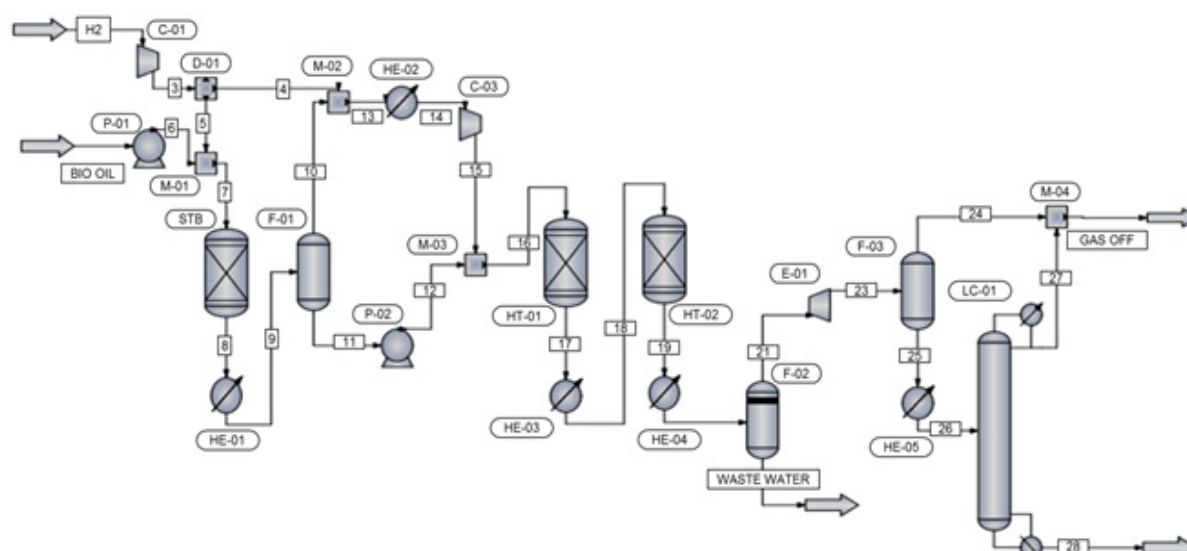 H2
C-01
D-01
3
4
M-02
HE-02
C-03
P-01
6
5
13
14
BIO OIL
M-01
7
10
15
STB
F-01
M-03
16
12
P-02
HT-01
18
HT-02
8
9
11
17
19
HE-01
HE-03
HE-04
21
F-02
WASTE WATER
E-01
23
F-03
24
M-04
GAS OFF
27
LC-01
25
HE-05
26
28